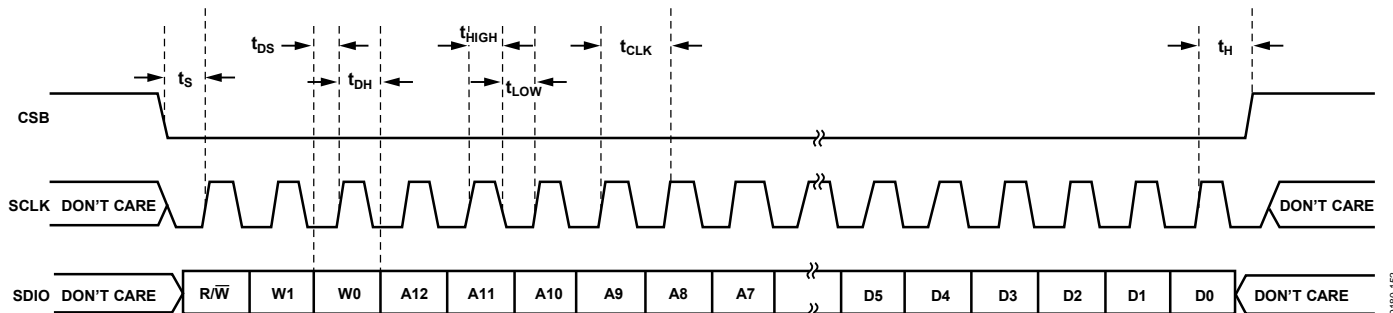 tDS
tHIGH
tCLK
tH
tS
tDH
tLOW
CSB
SCLK DON'T CARE
DON'T CARE
SDIO DON'T CARE
R/W̅ W1 W0 A12 A11 A10 A9 A8 A7 D5 D4 D3 D2 D1 D0
DON'T CARE